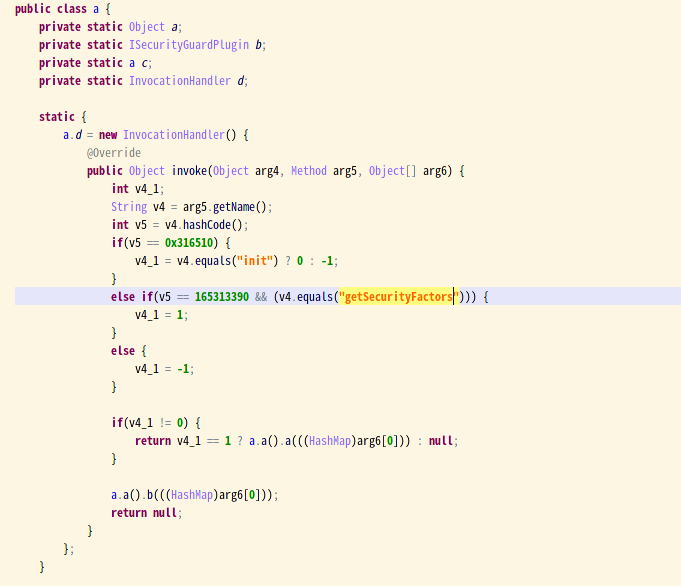 public class a {
    private static Object a;
    private static ISecurityGuardPlugin b;
    private static a c;
    private static InvocationHandler d;

    static {
        a.d = new InvocationHandler() {
            @Override
            public Object invoke(Object arg4, Method arg5, Object[] arg6) {
                int v4_1;
                String v4 = arg5.getName();
                int v5 = v4.hashCode();
                if(v5 == 0x316510) {
                    v4_1 = v4.equals("init") ? 0 : -1;
                }
                else if(v5 == 165313390 && (v4.equals("getSecurityFactors"))) {
                    v4_1 = 1;
                }
                else {
                    v4_1 = -1;
                }

                if(v4_1 != 0) {
                    return v4_1 == 1 ? a.a().a(((HashMap)arg6[0])) : null;
                }

                a.a().b(((HashMap)arg6[0]));
                return null;
            }
        };
    }